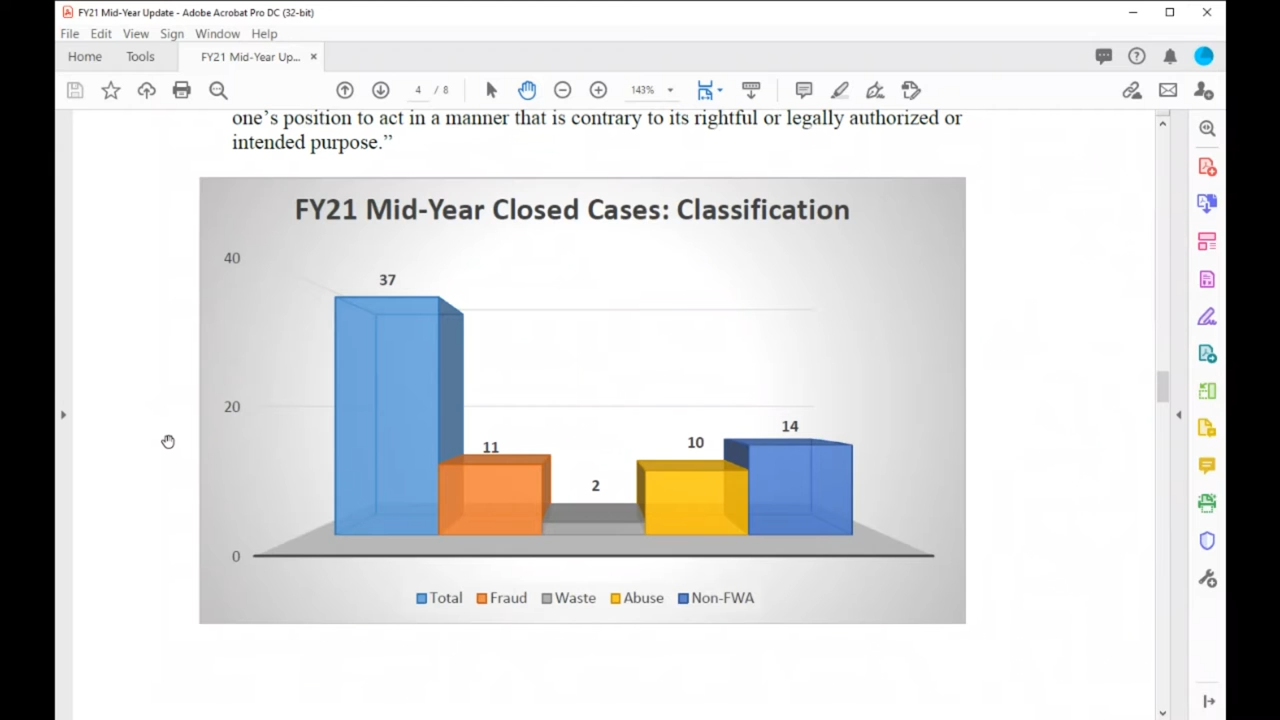 FY21 Mid-Year Update - Adobe Acrobat Pro DC (32-bit)
File Edit View Sign Window Help
Home Tools FY21 Mid-Year Up... ×
4 / 8 143%
one's position to act in a manner that is contrary to its rightful or legally authorized or
intended purpose.”
FY21 Mid-Year Closed Cases: Classification
40
37
20
14
11
10
2
0
Total Fraud Waste Abuse Non-FWA